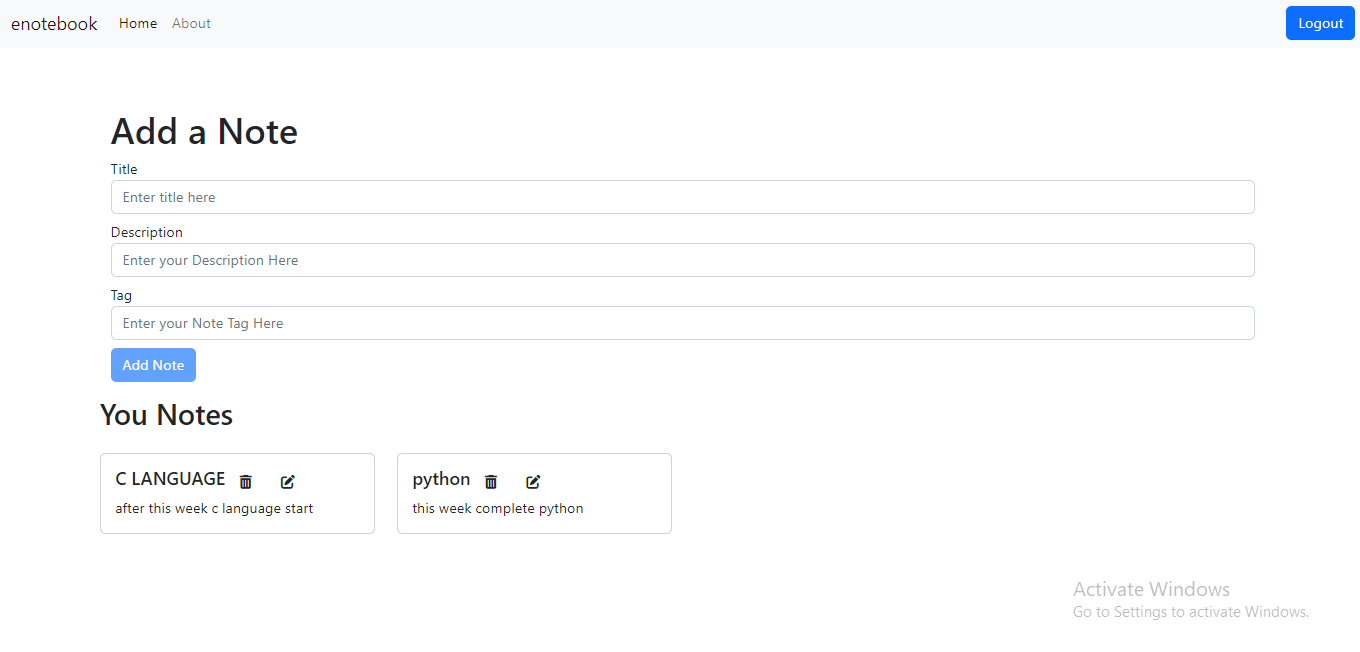 enotebook Home About Logout
Add a Note
Title
Enter title here
Description
Enter your Description Here
Tag
Enter your Note Tag Here
Add Note
You Notes
C LANGUAGE
after this week c language start
python
this week complete python
Activate Windows
Go to Settings to activate Windows.